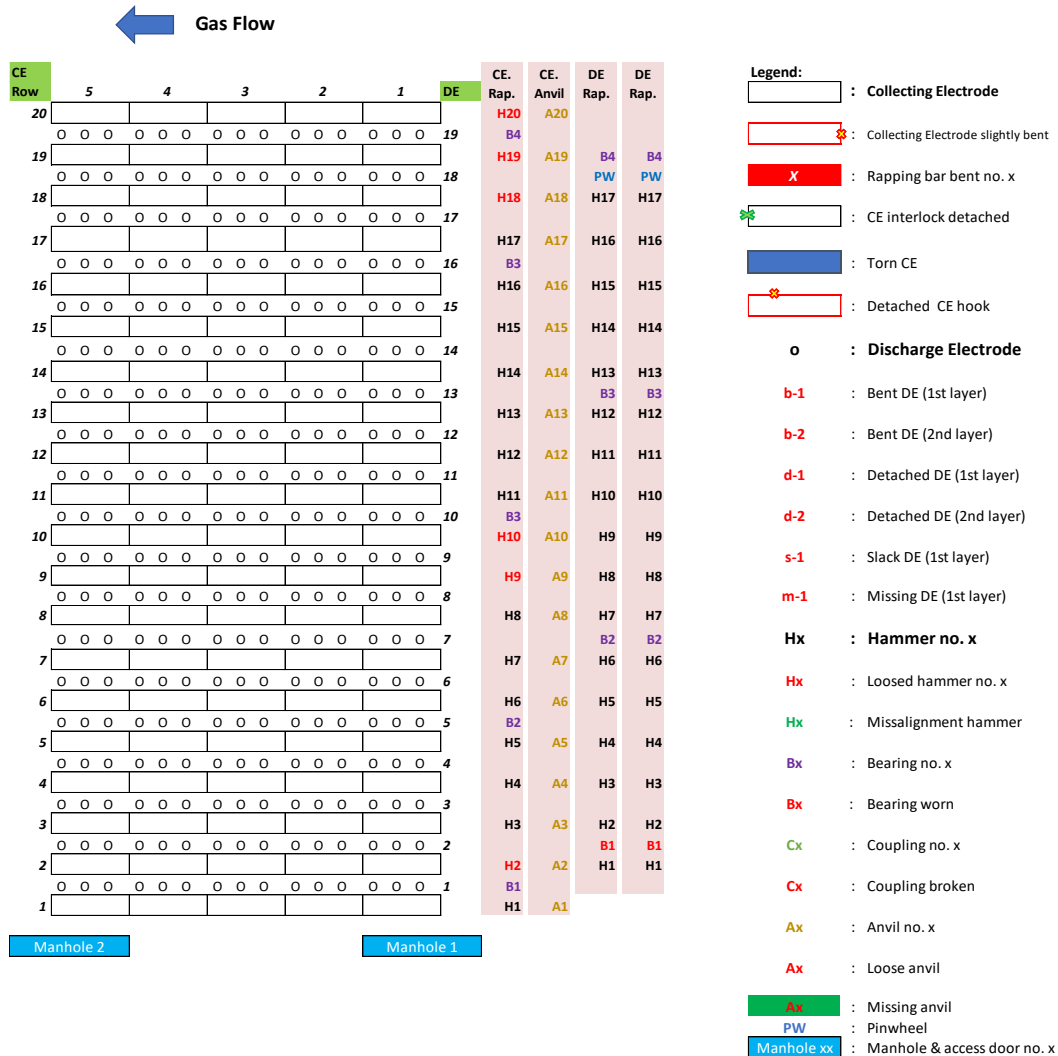 Gas Flow
CE CE. CE. DE DE Legend:
Row 5 4 3 2 1 DE Rap. Anvil Rap. Rap. : Collecting Electrode
20 H20 A20
O O O O O O O O O O O O O O O 19 B4 : Collecting Electrode slightly bent
19 H19 A19 B4 B4
O O O O O O O O O O O O O O O 18 PW PW X : Rapping bar bent no. x
18 H18 A18 H17 H17
O O O O O O O O O O O O O O O 17 : CE interlock detached
17 H17 A17 H16 H16
O O O O O O O O O O O O O O O 16 B3 : Torn CE
16 H16 A16 H15 H15
O O O O O O O O O O O O O O O 15 : Detached CE hook
15 H15 A15 H14 H14
O O O O O O O O O O O O O O O 14 o : Discharge Electrode
14 H14 A14 H13 H13
O O O O O O O O O O O O O O O 13 B3 B3 b-1 : Bent DE (1st layer)
13 H13 A13 H12 H12
O O O O O O O O O O O O O O O 12 b-2 : Bent DE (2nd layer)
12 H12 A12 H11 H11
O O O O O O O O O O O O O O O 11 d-1 : Detached DE (1st layer)
11 H11 A11 H10 H10
O O O O O O O O O O O O O O O 10 B3 d-2 : Detached DE (2nd layer)
10 H10 A10 H9 H9
O O O O O O O O O O O O O O O 9 s-1 : Slack DE (1st layer)
9 H9 A9 H8 H8
O O O O O O O O O O O O O O O 8 m-1 : Missing DE (1st layer)
8 H8 A8 H7 H7
O O O O O O O O O O O O O O O 7 B2 B2 Hx : Hammer no. x
7 H7 A7 H6 H6
O O O O O O O O O O O O O O O 6 Hx : Loosed hammer no. x
6 H6 A6 H5 H5
O O O O O O O O O O O O O O O 5 B2 Hx : Missalignment hammer
5 H5 A5 H4 H4
O O O O O O O O O O O O O O O 4 Bx : Bearing no. x
4 H4 A4 H3 H3
O O O O O O O O O O O O O O O 3 Bx : Bearing worn
3 H3 A3 H2 H2
O O O O O O O O O O O O O O O 2 B1 B1 Cx : Coupling no. x
2 H2 A2 H1 H1
O O O O O O O O O O O O O O O 1 B1 Cx : Coupling broken
1 H1 A1 Ax : Anvil no. x
Manhole 2 Manhole 1
Ax : Loose anvil
Ax : Missing anvil
PW : Pinwheel
Manhole xx : Manhole & access door no. x